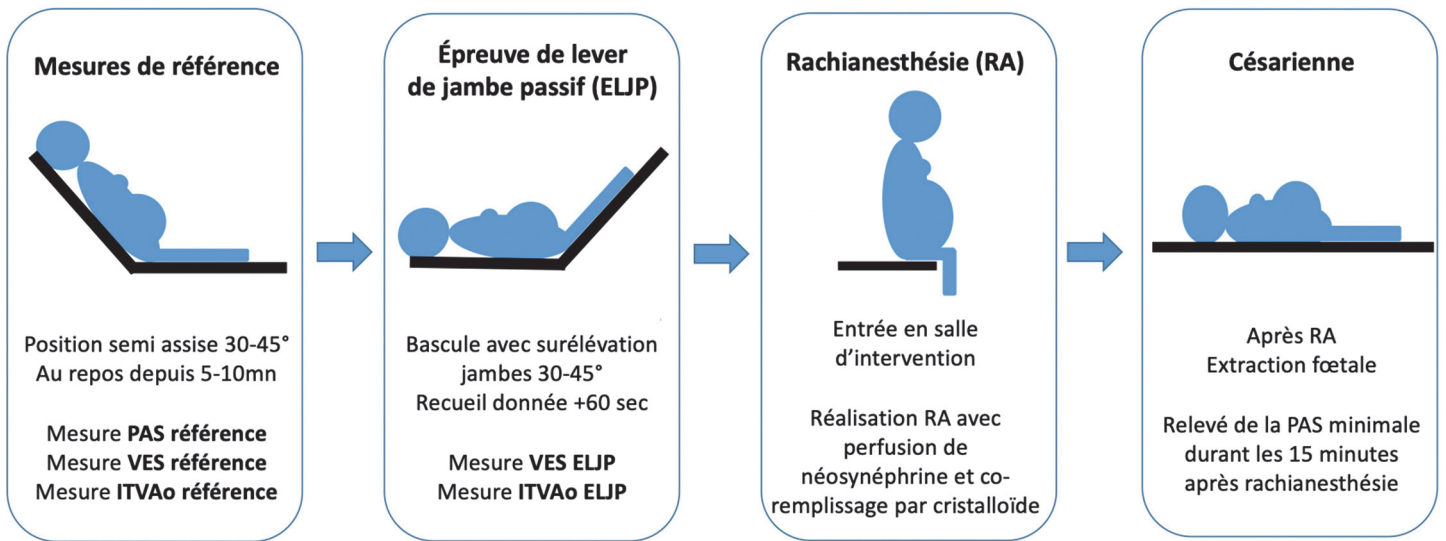 Mesures de référence
Position semi assise 30-45°
Au repos depuis 5-10mn
Mesure PAS référence
Mesure VES référence
Mesure ITVAo référence
Épreuve de lever
de jambe passif (ELJP)
Bascule avec surélévation
jambes 30-45°
Recueil donnée +60 sec
Mesure VES ELJP
Mesure ITVAo ELJP
Rachianesthésie (RA)
Entrée en salle
d’intervention
Réalisation RA avec
perfusion de
néosynéphrine et co-
remplissage par cristalloïde
Césarienne
Après RA
Extraction fœtale
Relevé de la PAS minimale
durant les 15 minutes
après rachianesthésie